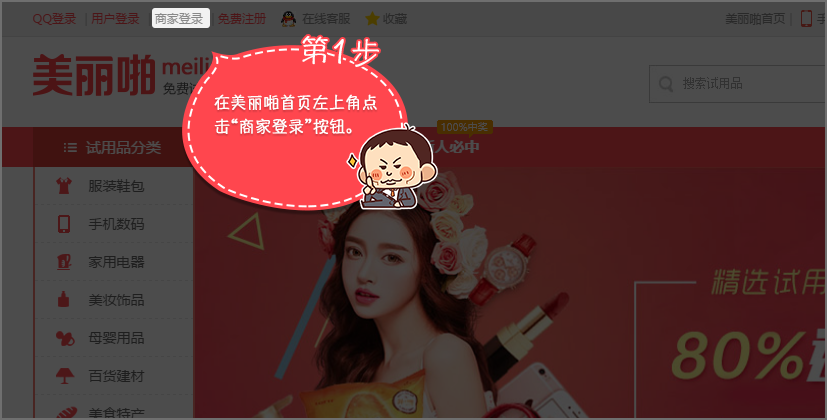 QQ登录 | 用户登录 | 商家登录 | 免费注册 在线客服 收藏 美丽啪首页 |
第1步
美丽啪 meili
搜索试用品
在美丽啪首页左上角点
击“商家登录”按钮。
100%中奖
试用品分类
人必中
服装鞋包
手机数码
家用电器
精选试用
美妆饰品
母婴用品
80%
百货建材
美食特产